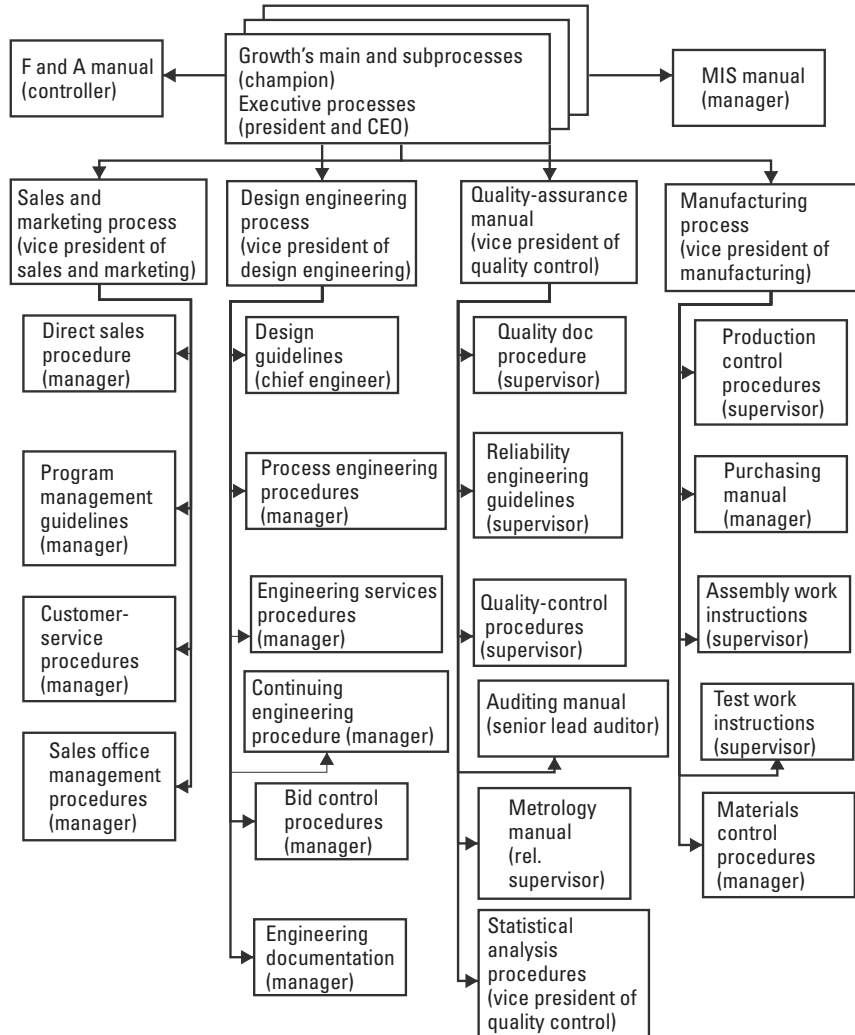 F and A manual
(controller)
Growth's main and subprocesses
(champion)
Executive processes
(president and CEO)
MIS manual
(manager)
Sales and
marketing process
(vice president of
sales and marketing)
Design engineering
process
(vice president of
design engineering)
Quality-assurance
manual
(vice president of
quality control)
Manufacturing
process
(vice president of
manufacturing)
Direct sales
procedure
(manager)
Program
management
guidelines
(manager)
Customer-
service
procedures
(manager)
Sales office
management
procedures
(manager)
Design
guidelines
(chief engineer)
Process engineering
procedures
(manager)
Engineering services
procedures
(manager)
Continuing
engineering
procedure (manager)
Bid control
procedures
(manager)
Engineering
documentation
(manager)
Quality doc
procedure
(supervisor)
Reliability
engineering
guidelines
(supervisor)
Quality-control
procedures
(supervisor)
Auditing manual
(senior lead auditor)
Metrology
manual
(rel.
supervisor)
Statistical
analysis
procedures
(vice president of
quality control)
Production
control
procedures
(supervisor)
Purchasing
manual
(manager)
Assembly work
instructions
(supervisor)
Test work
instructions
(supervisor)
Materials
control
procedures
(manager)